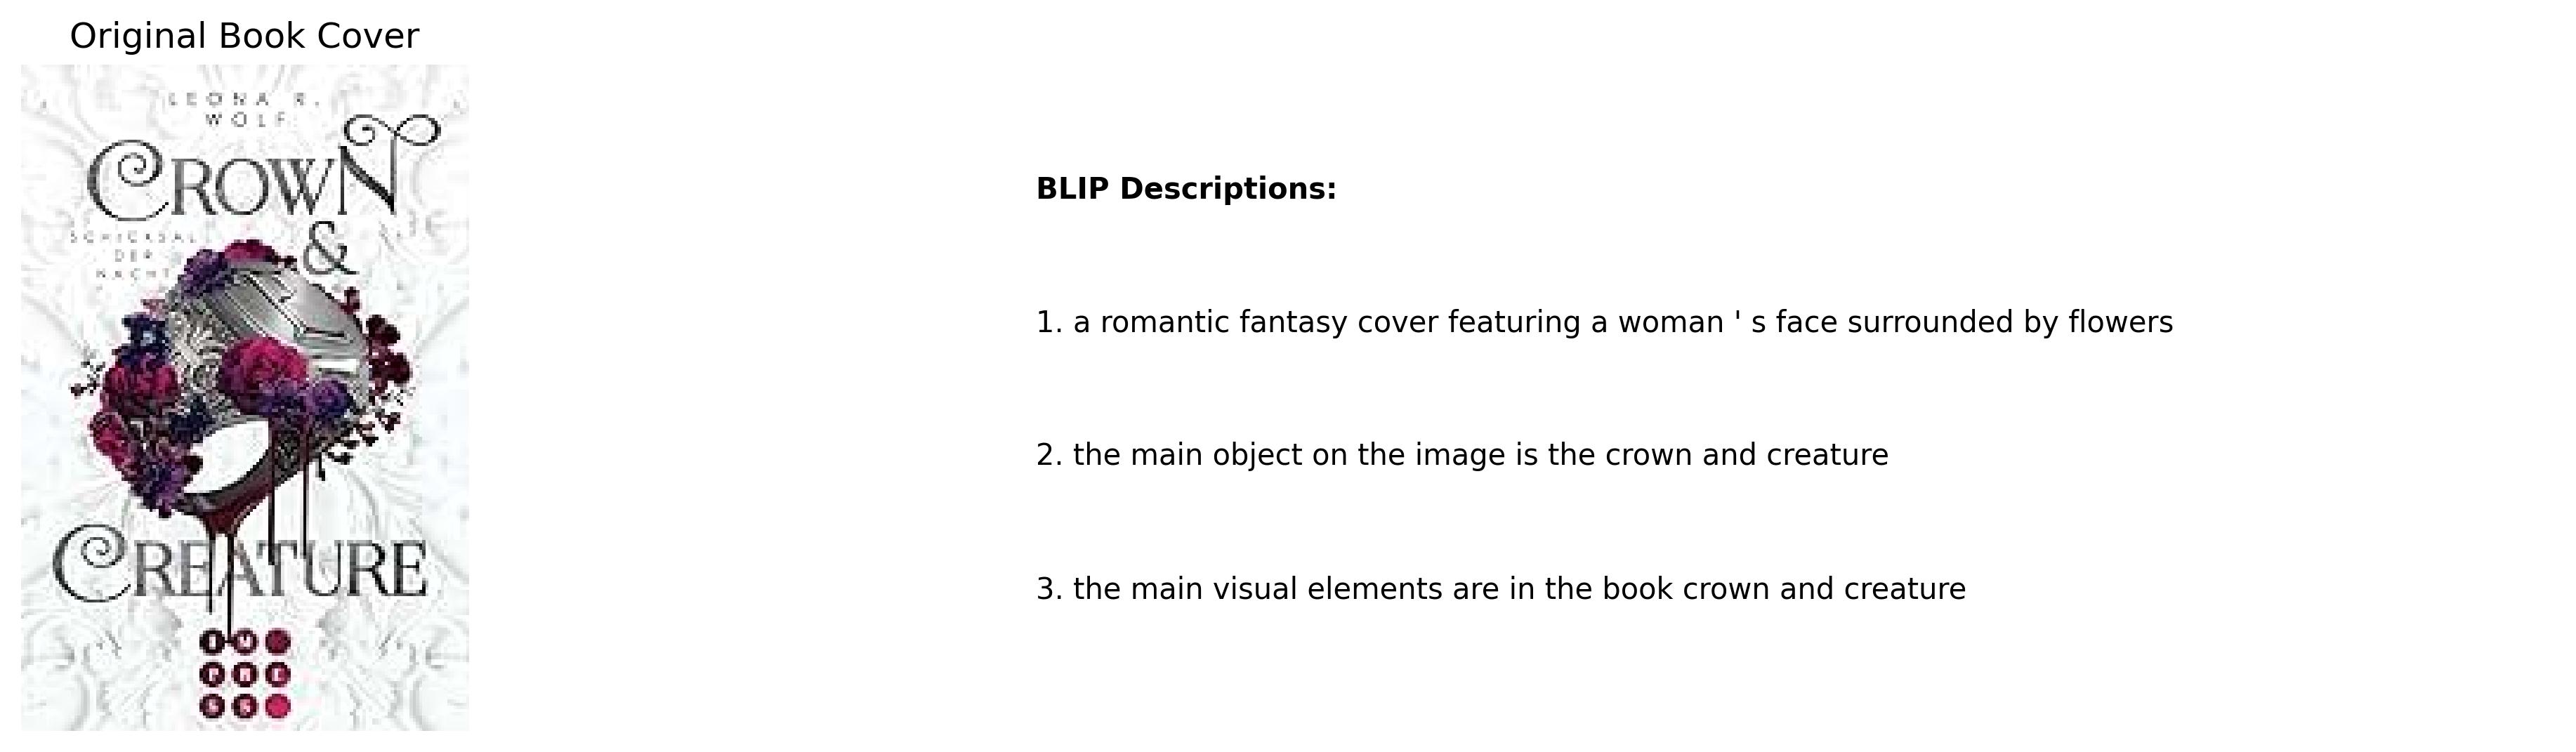 Original Book Cover
LEONA R.
WOLF
CROWN
&
SCHICKSAL
DER
NACHT
CREATURE
I M
P R E
S S
BLIP Descriptions:
1. a romantic fantasy cover featuring a woman ' s face surrounded by flowers
2. the main object on the image is the crown and creature
3. the main visual elements are in the book crown and creature